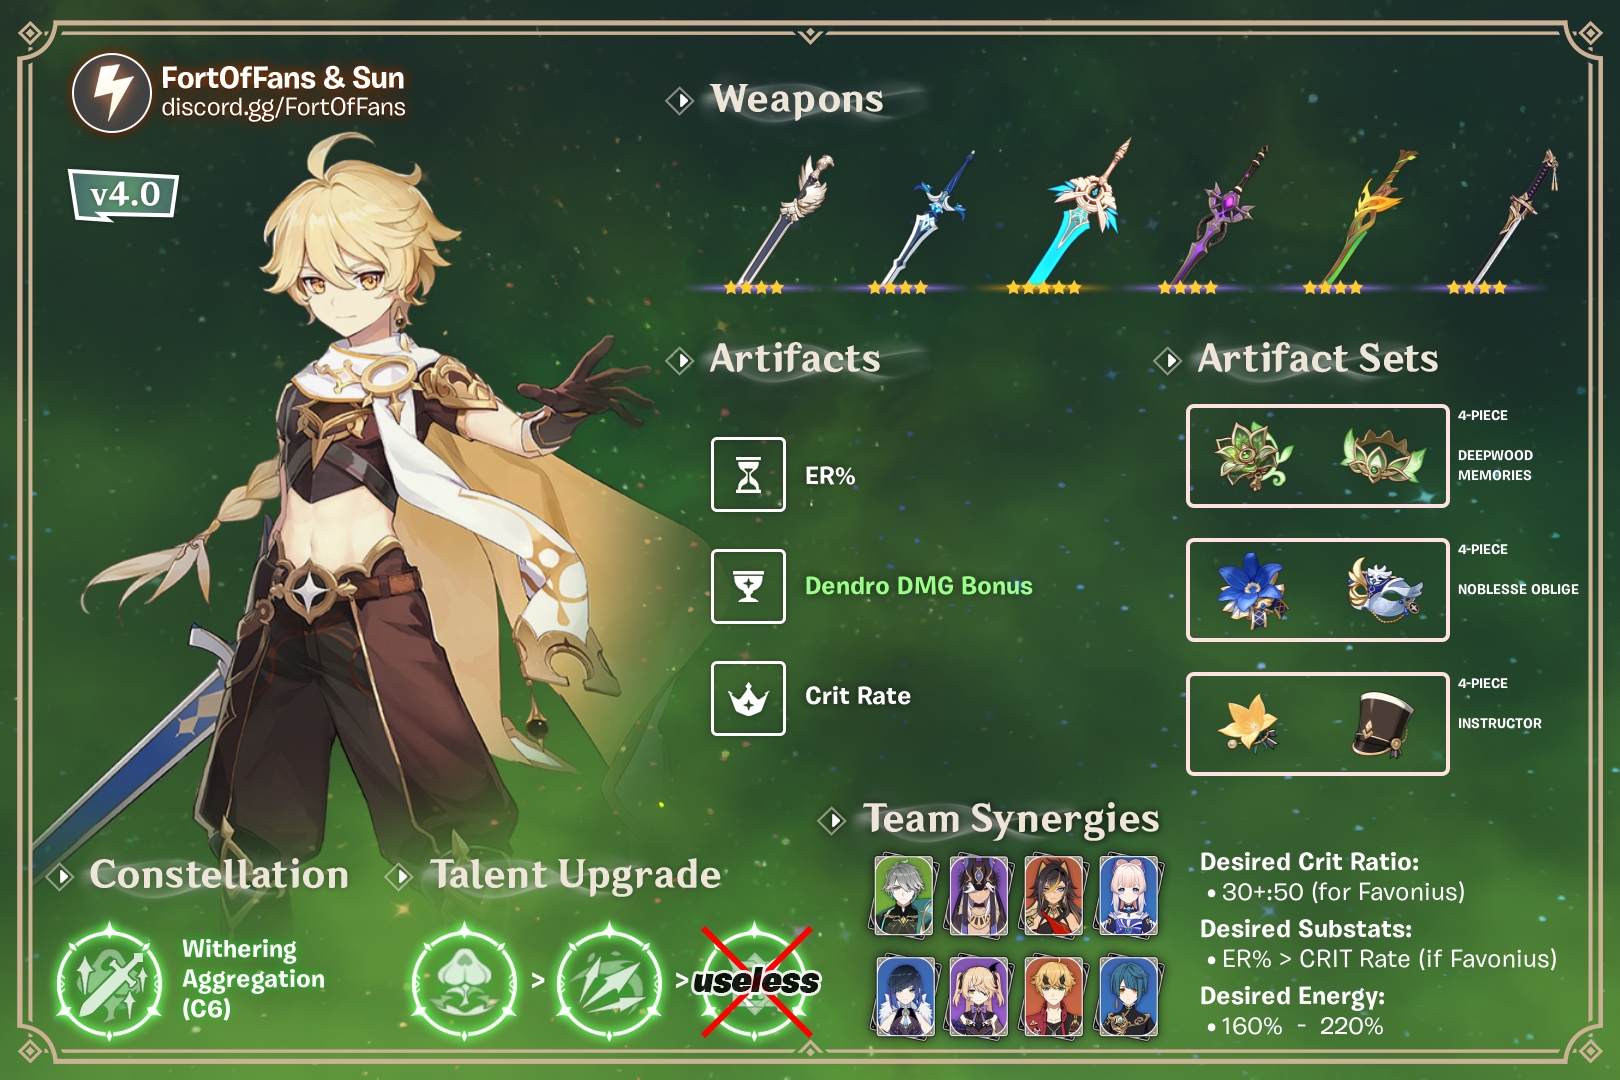 FortOfFans & Sun
discord.gg/FortOfFans
v4.0
Weapons
Artifacts
ER%
Dendro DMG Bonus
Crit Rate
Artifact Sets
4-PIECE
DEEPWOOD
MEMORIES
4-PIECE
NOBLESSE OBLIGE
4-PIECE
INSTRUCTOR
Constellation
Withering
Aggregation
(C6)
Talent Upgrade
> > useless
Team Synergies
Desired Crit Ratio:
• 30+:50 (for Favonius)
Desired Substats:
• ER% > CRIT Rate (if Favonius)
Desired Energy:
• 160% - 220%